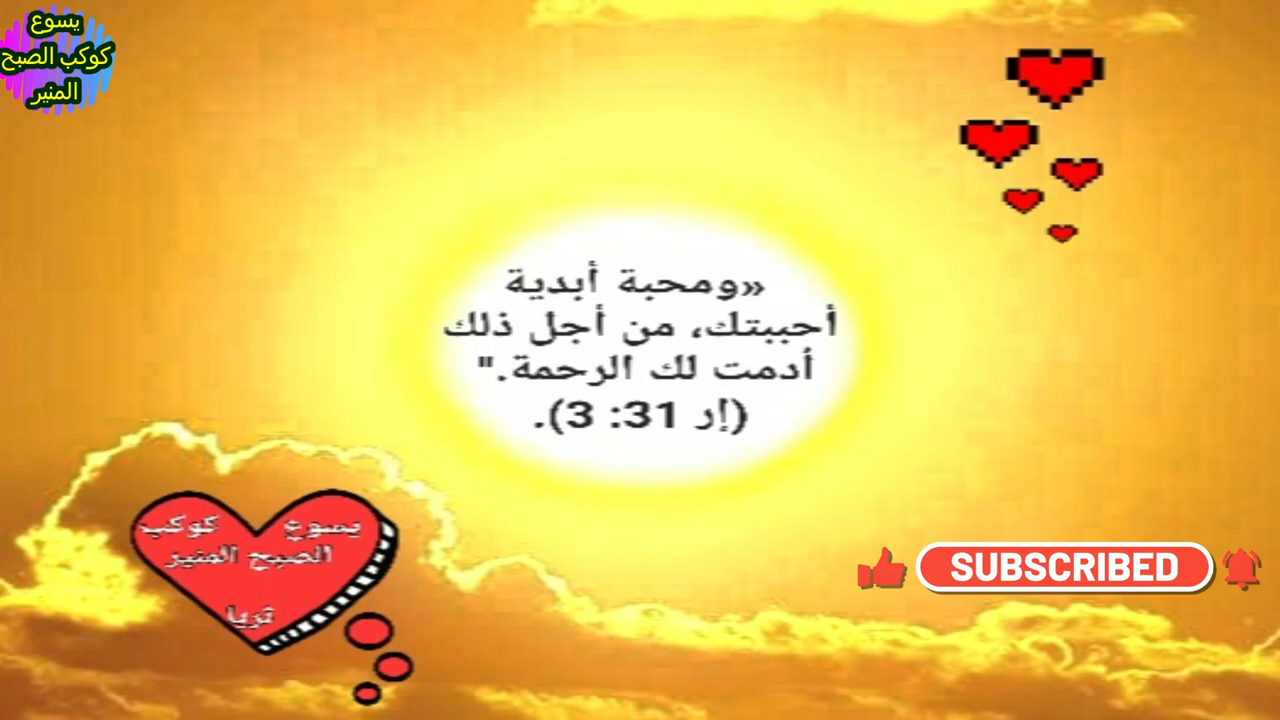 يسوع
كوكب الصبح
المنير
«ومحبة أبدية
أحببتك، من أجل ذلك
أدمت لك الرحمة."
(إر 31: 3).
يسوع كوكب
الصبح المنير
ثريا
SUBSCRIBED